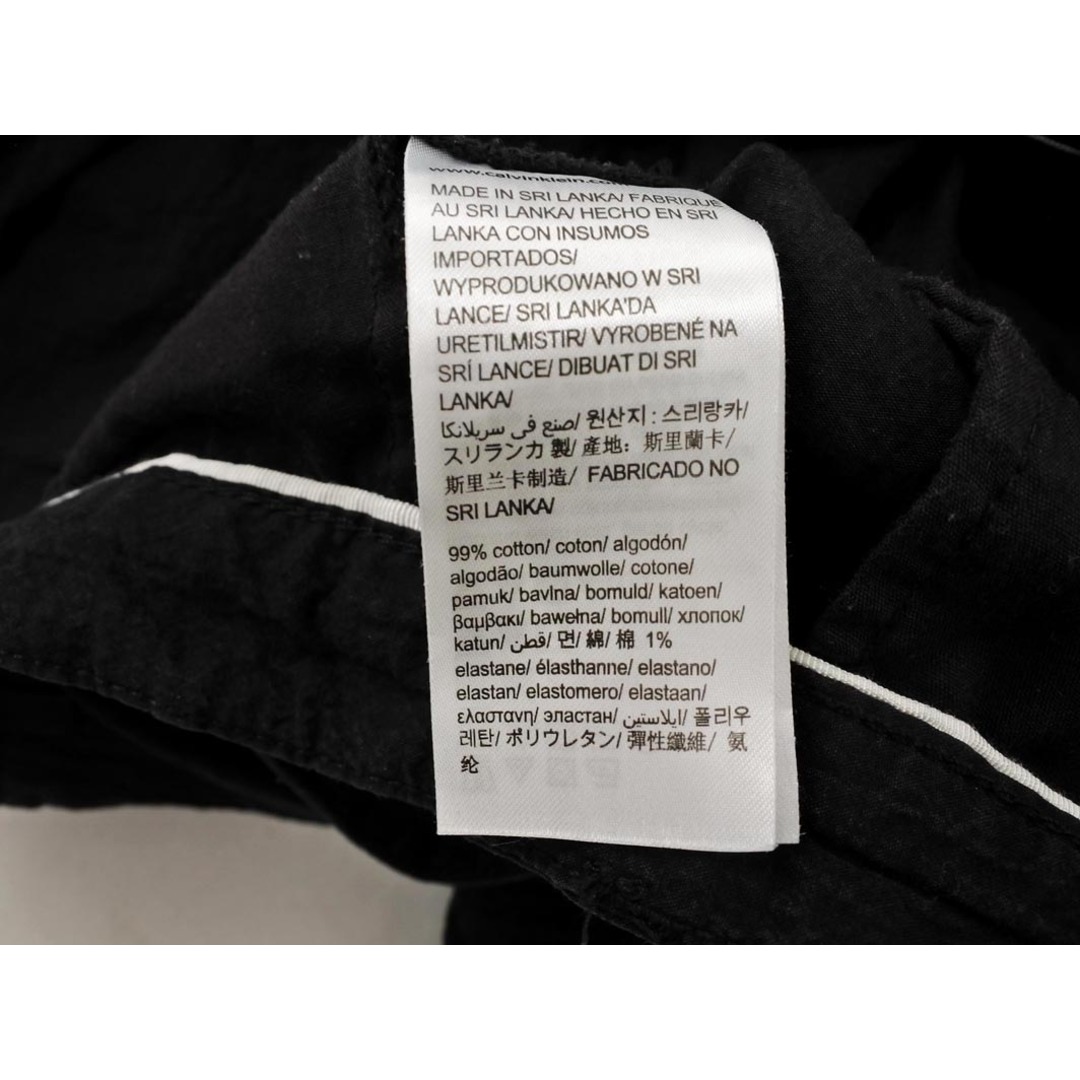 www.calvinklein.com
MADE IN SRI LANKA/ FABRIQUE
AU SRI LANKA/ HECHO EN SRI
LANKA CON INSUMOS
IMPORTADOS/
WYPRODUKOWANO W SRI
LANCE/ SRI LANKA'DA
URETILMISTIR/ VYROBENÉ NA
SRÍ LANCE/ DIBUAT DI SRI
LANKA/
صنع في سريلانكا/ 원산지 : 스리랑카/
スリランカ 製/ 產地：斯里蘭卡/
斯里兰卡制造/ FABRICADO NO
SRI LANKA/
99% cotton/ coton/ algodón/
algodão/ baumwolle/ cotone/
pamuk/ bavlna/ bomuld/ katoen/
βαμβακι/ bawełna/ bomull/ хлопок/
katun/ قطن/ 면/ 綿/ 棉 1%
elastane/ élasthanne/ elastano/
elastan/ elastomero/ elastaan/
ελαστανη/ эластан/ ايلاستين/ 폴리우
레탄/ ポリウレタン/ 彈性纖維/ 氨
纶